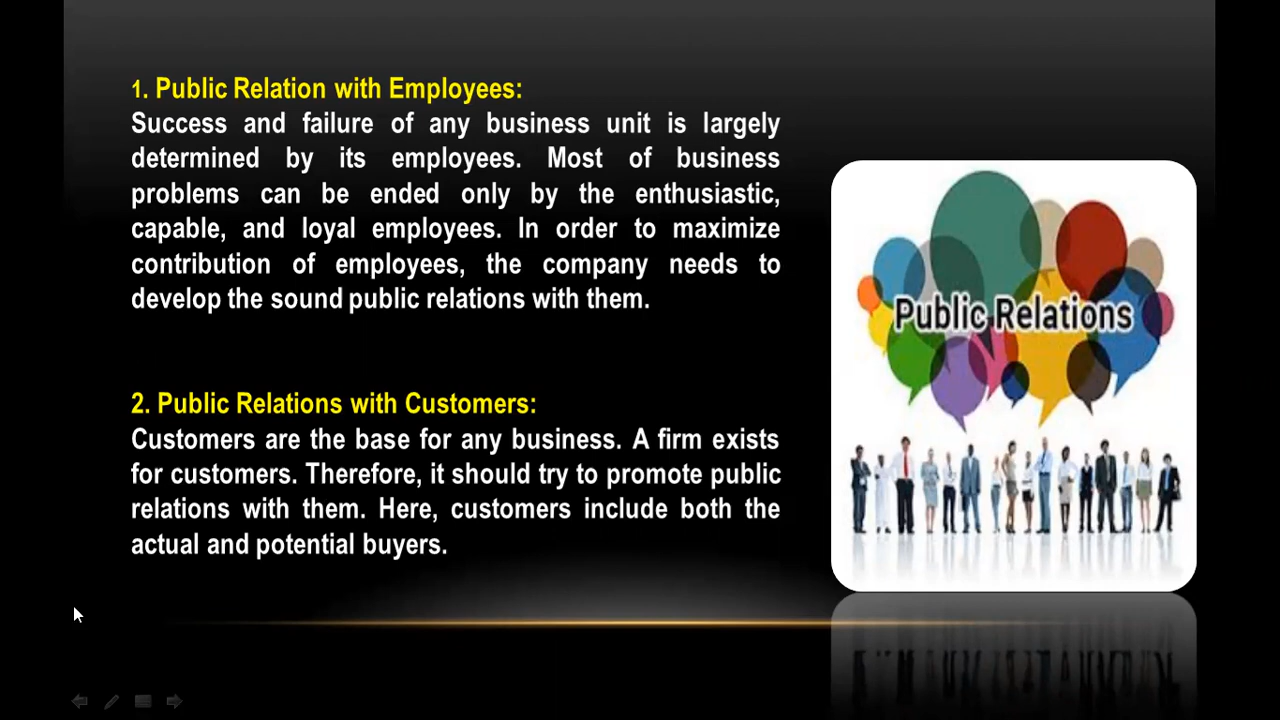 1. Public Relation with Employees:
Success and failure of any business unit is largely
determined by its employees. Most of business
problems can be ended only by the enthusiastic,
capable, and loyal employees. In order to maximize
contribution of employees, the company needs to
develop the sound public relations with them.
2. Public Relations with Customers:
Customers are the base for any business. A firm exists
for customers. Therefore, it should try to promote public
relations with them. Here, customers include both the
actual and potential buyers.
Public Relations